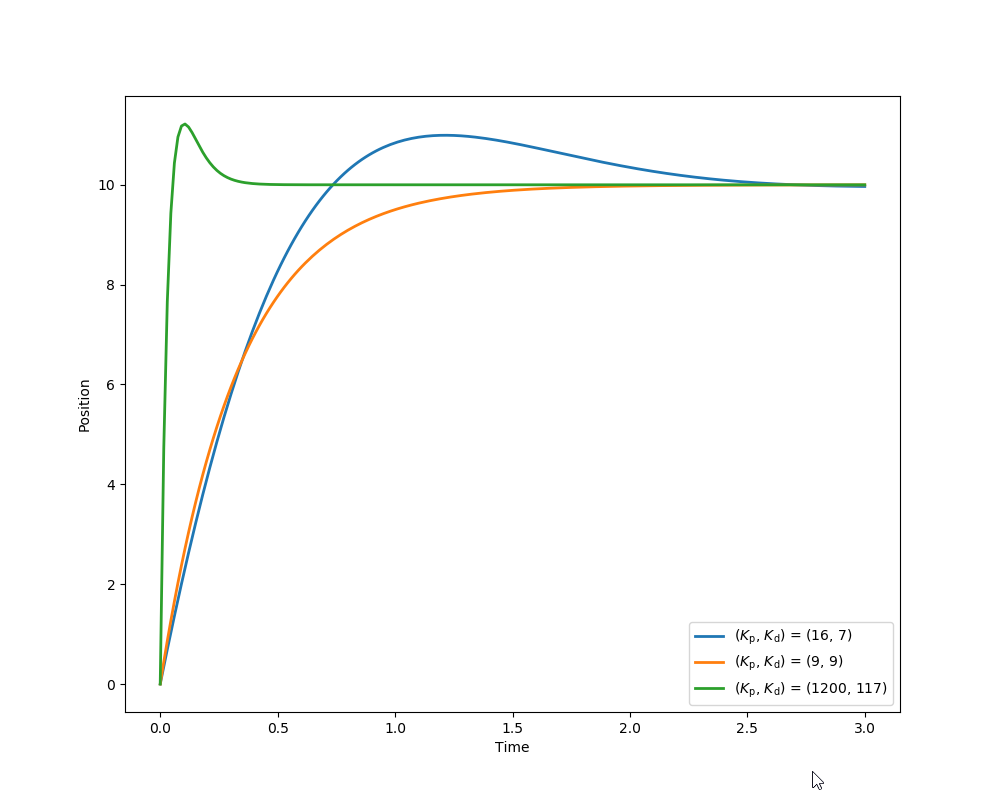 10
8
6
4
2
0
Position
0.0 0.5 1.0 1.5 2.0 2.5 3.0
Time
(Kp, Kd) = (16, 7)
(Kp, Kd) = (9, 9)
(Kp, Kd) = (1200, 117)